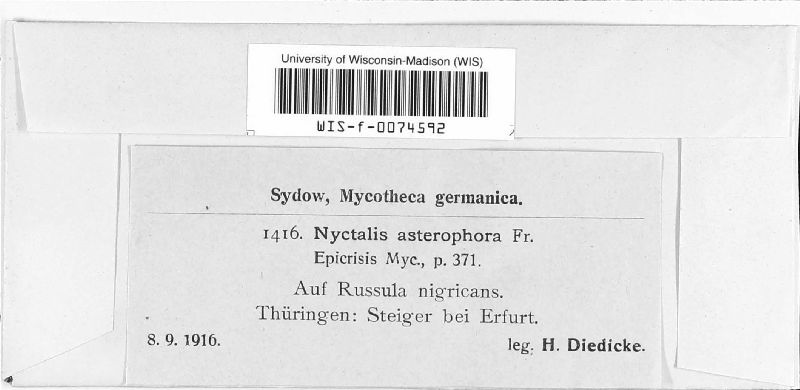 University of Wisconsin-Madison (WIS)
WIS-f-0074592
Sydow, Mycotheca germanica.
1416. Nyctalis asterophora Fr.
Epicrisis Myc., p. 371.
Auf Russula nigricans.
Thüringen: Steiger bei Erfurt.
8. 9. 1916.
leg. H. Diedicke.